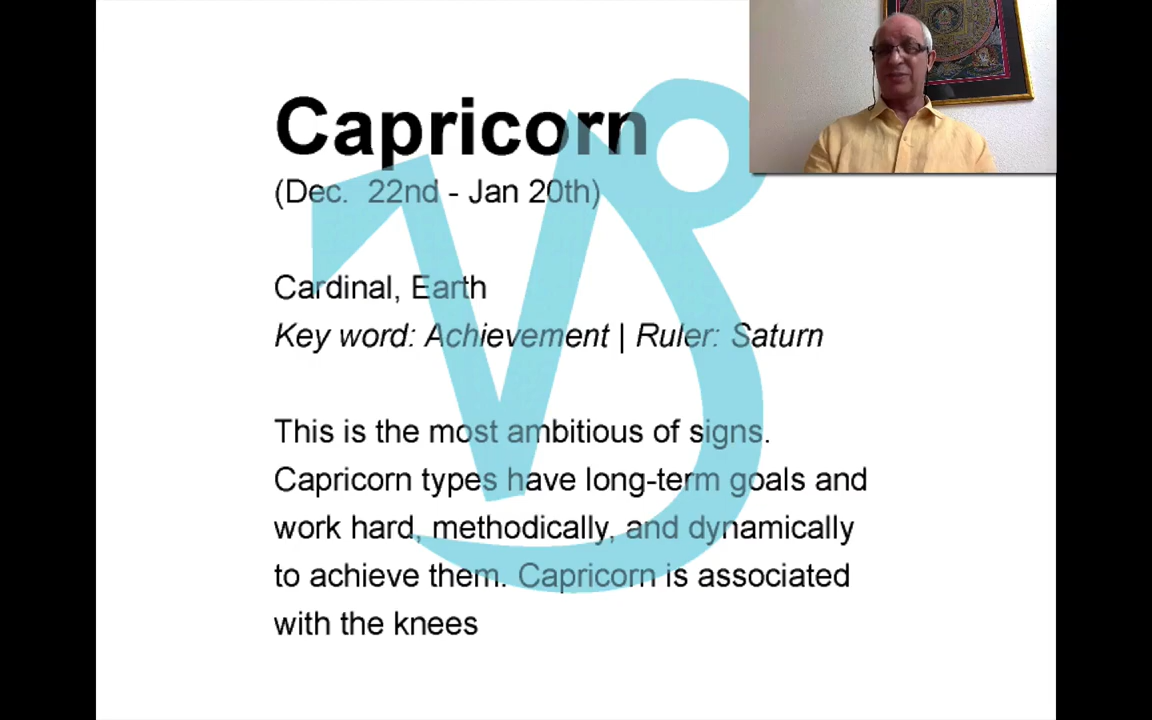 Capricorn
(Dec. 22nd - Jan 20th)
Cardinal, Earth
Key word: Achievement | Ruler: Saturn
This is the most ambitious of signs.
Capricorn types have long-term goals and
work hard, methodically, and dynamically
to achieve them. Capricorn is associated
with the knees